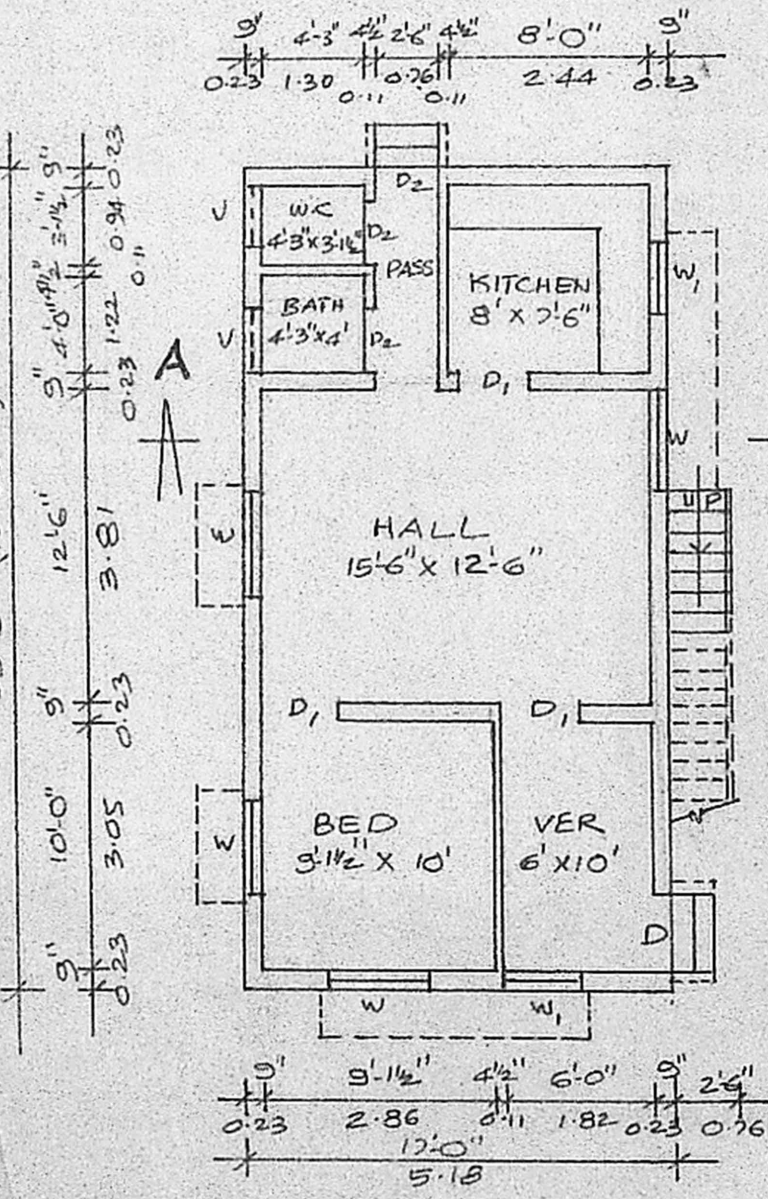 9" 4'-3" 4½" 2'-6" 4½" 8'-0" 9"
0.23 1.30 0.11 0.76 0.11 2.44 0.23
9" 0.23
3'-1½" 0.94
4½" 0.11
4'-0" 1.22
9" 0.23
12'-6" 3.81
9" 0.23
10'-0" 3.05
9" 0.23
A
V
W.C
4'-3"x3'-1½"
D2
D2
PASS
V
BATH
4'-3"x4'
D2
KITCHEN
8' x 7'-6"
W1
D1
W
HALL
15'-6" x 12'-6"
W
UP
D1
D1
BED
9'-1½" x 10'
W
VER
6' x 10'
D
W
W1
9" 9'-1½" 4½" 6'-0" 9" 2'-6"
0.23 2.86 0.11 1.82 0.23 0.76
17'-0"
5.18